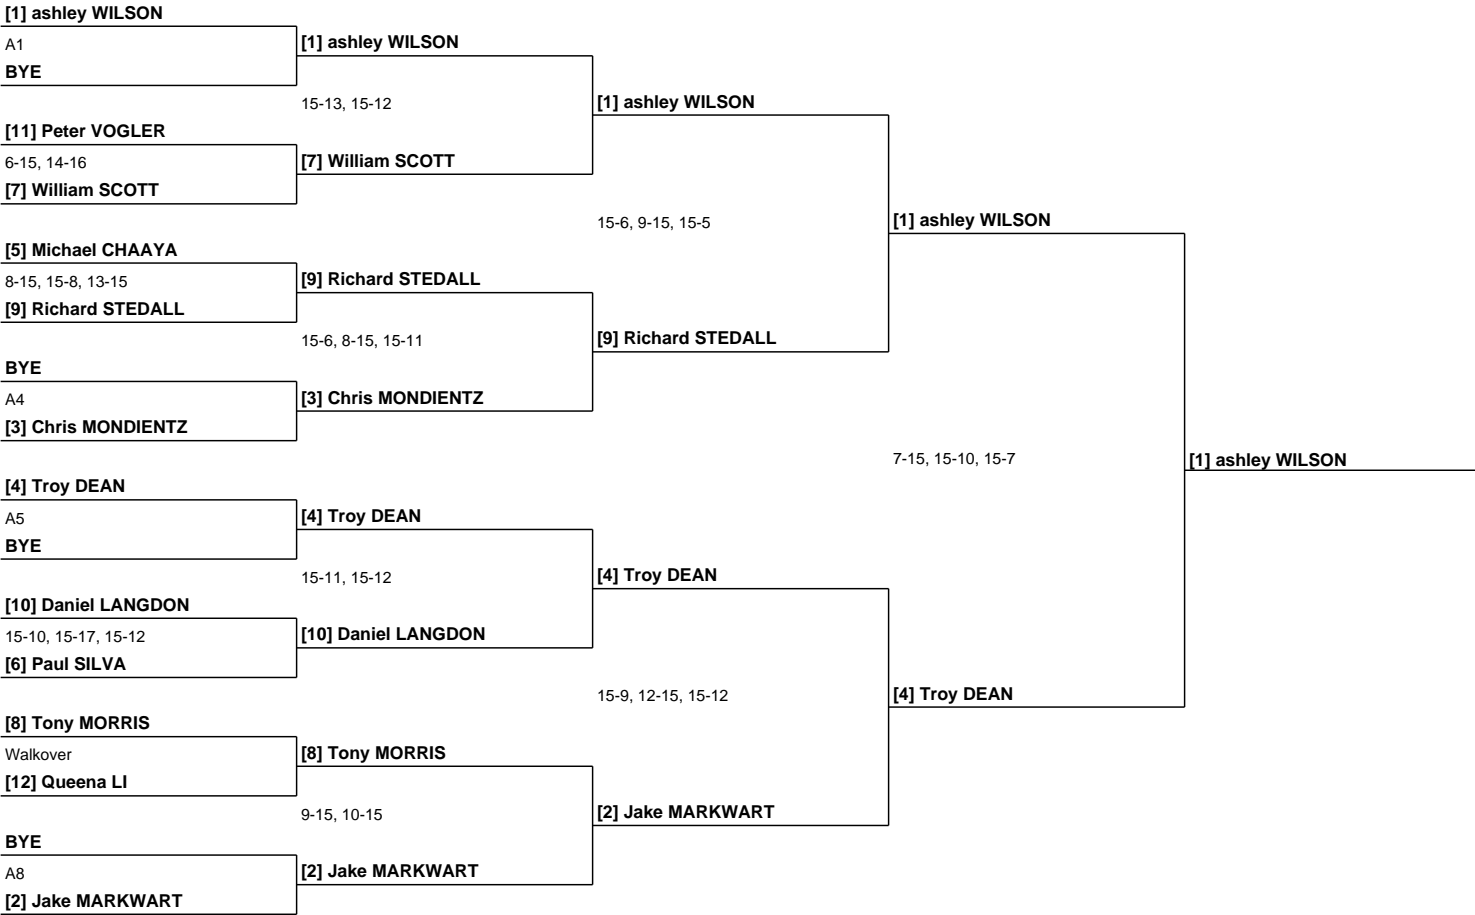 [1] ashley WILSON
A1
BYE
[11] Peter VOGLER
6-15, 14-16
[7] William SCOTT
[5] Michael CHAAYA
8-15, 15-8, 13-15
[9] Richard STEDALL
BYE
A4
[3] Chris MONDIENTZ
[4] Troy DEAN
A5
BYE
[10] Daniel LANGDON
15-10, 15-17, 15-12
[6] Paul SILVA
[8] Tony MORRIS
Walkover
[12] Queena LI
BYE
A8
[2] Jake MARKWART
[1] ashley WILSON
15-13, 15-12
[7] William SCOTT
[9] Richard STEDALL
15-6, 8-15, 15-11
[3] Chris MONDIENTZ
[4] Troy DEAN
15-11, 15-12
[10] Daniel LANGDON
[8] Tony MORRIS
9-15, 10-15
[2] Jake MARKWART
[1] ashley WILSON
15-6, 9-15, 15-5
[9] Richard STEDALL
[4] Troy DEAN
15-9, 12-15, 15-12
[2] Jake MARKWART
[1] ashley WILSON
7-15, 15-10, 15-7
[4] Troy DEAN
[1] ashley WILSON